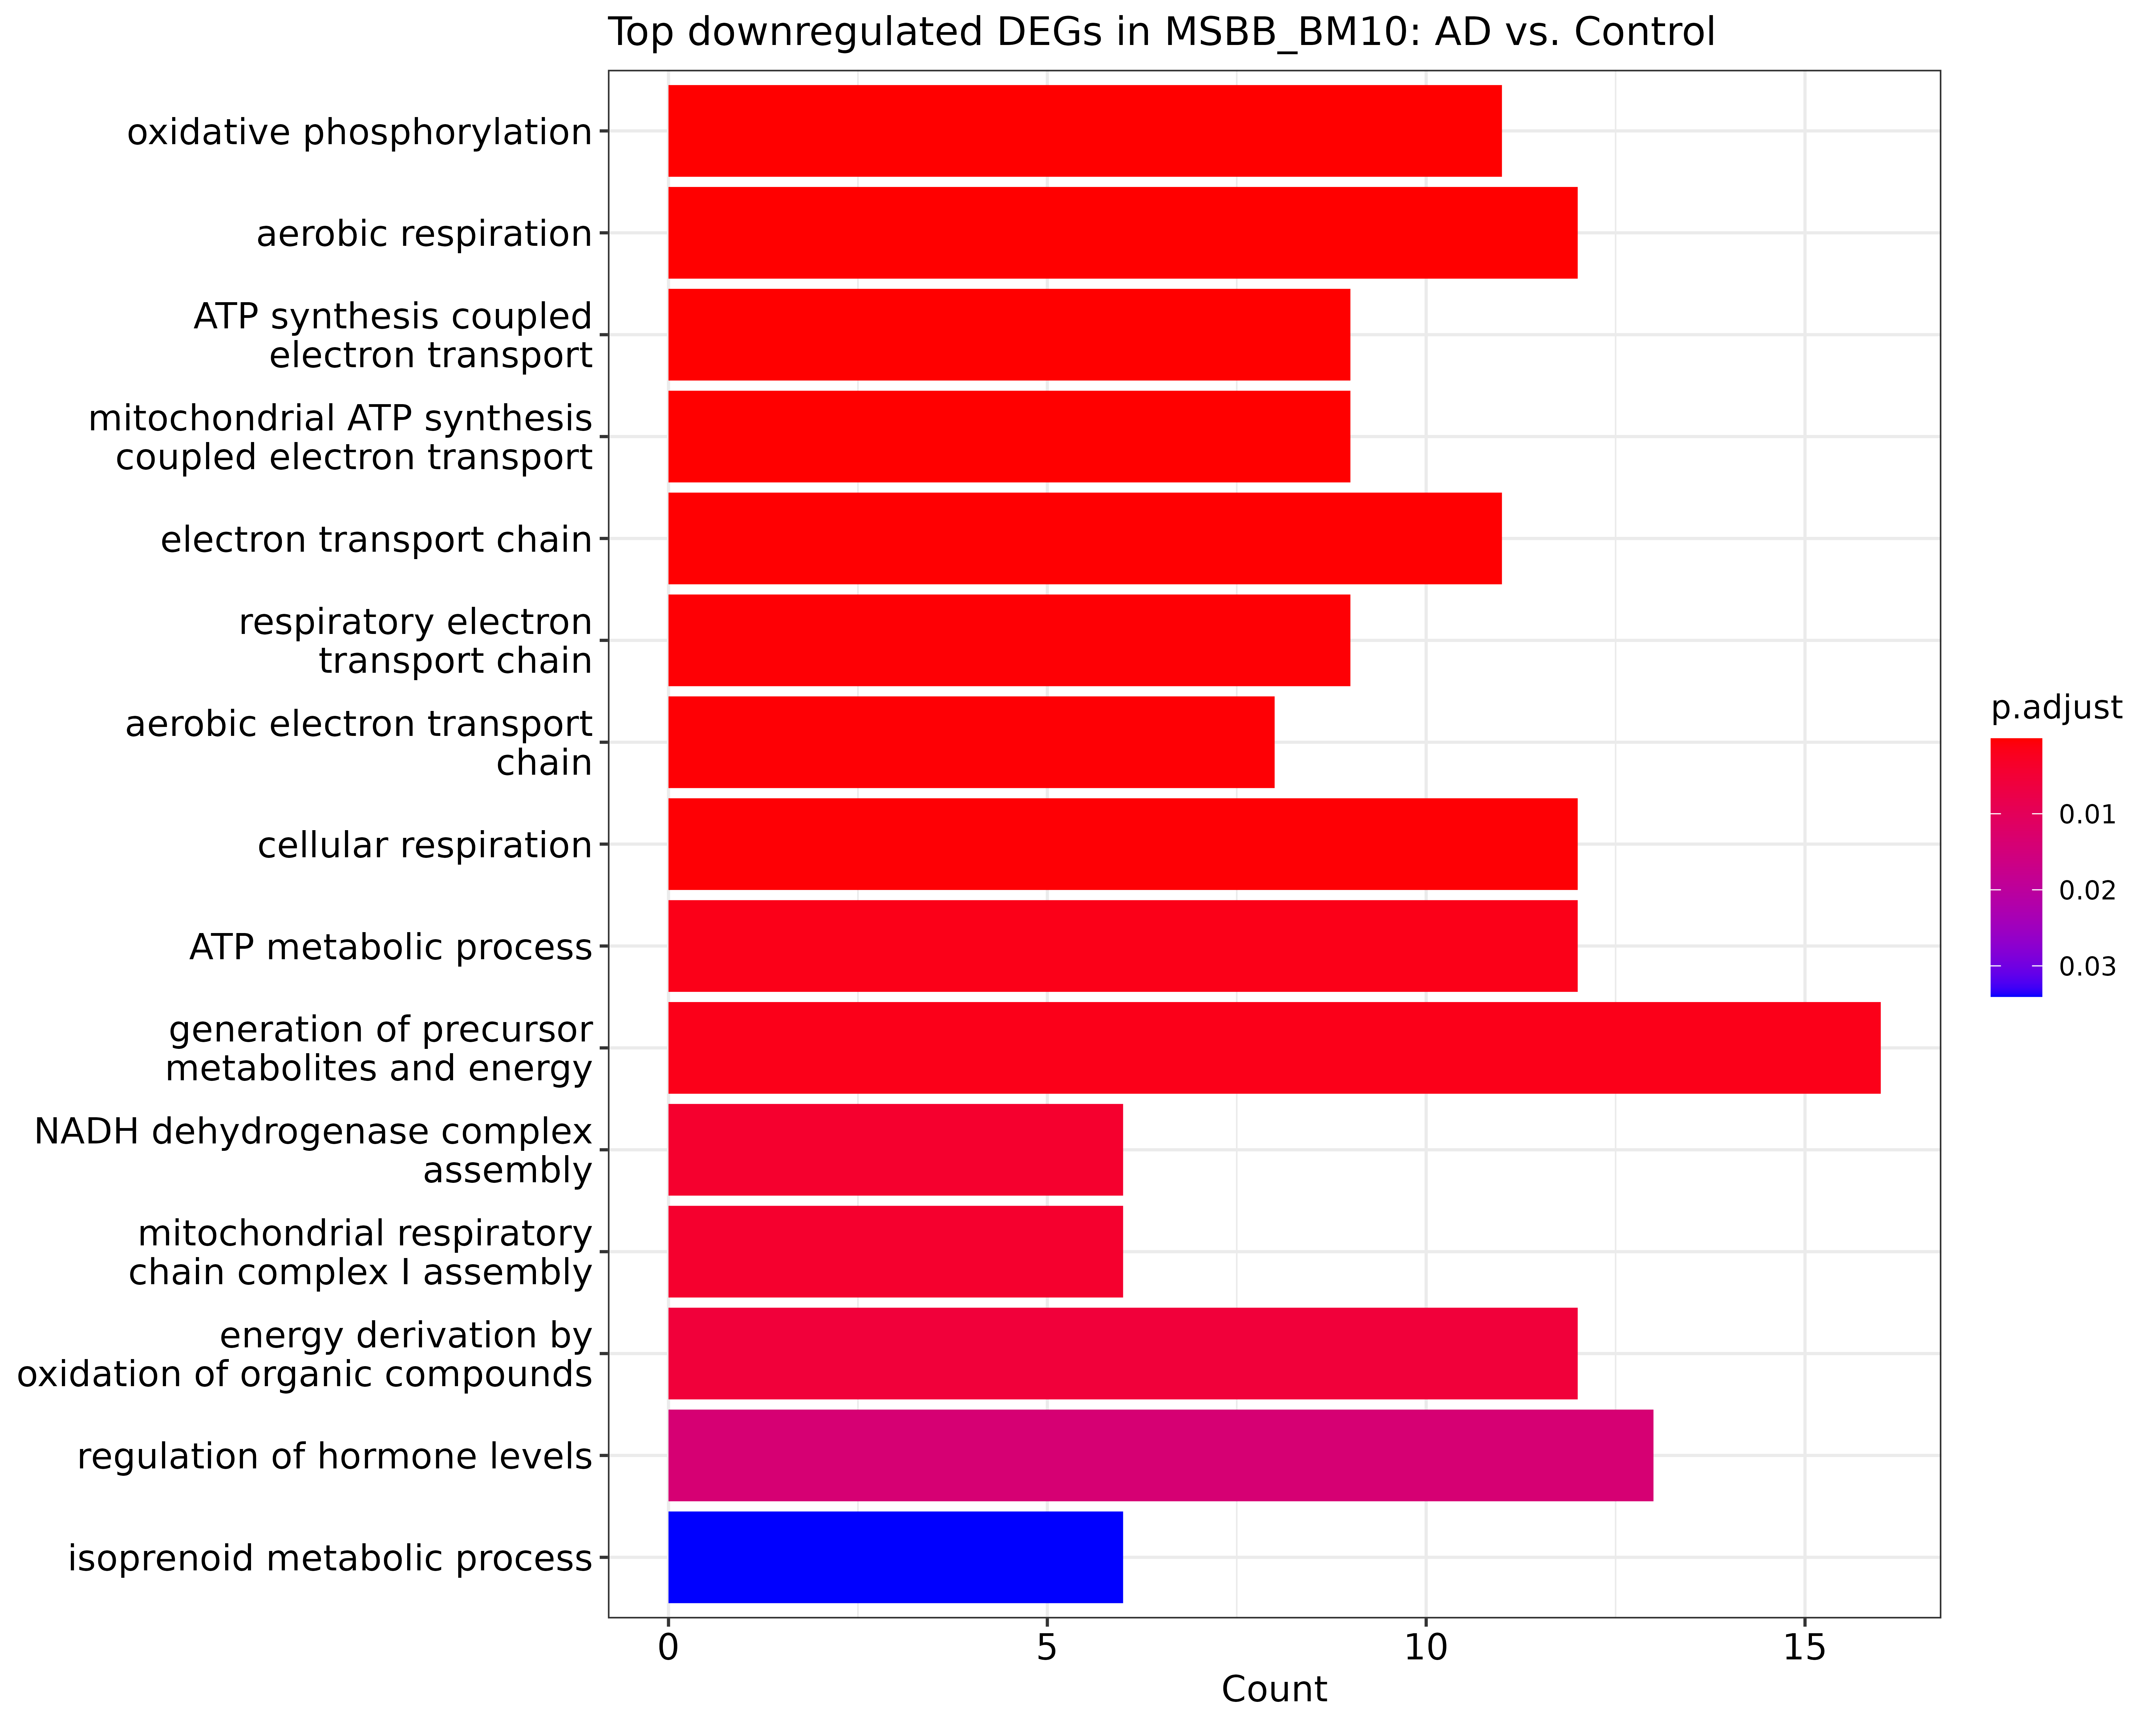 Top downregulated DEGs in MSBB_BM10: AD vs. Control
oxidative phosphorylation
aerobic respiration
ATP synthesis coupled
electron transport
mitochondrial ATP synthesis
coupled electron transport
electron transport chain
respiratory electron
transport chain
aerobic electron transport
chain
cellular respiration
ATP metabolic process
generation of precursor
metabolites and energy
NADH dehydrogenase complex
assembly
mitochondrial respiratory
chain complex I assembly
energy derivation by
oxidation of organic compounds
regulation of hormone levels
isoprenoid metabolic process
0 5 10 15
Count
p.adjust
0.01
0.02
0.03